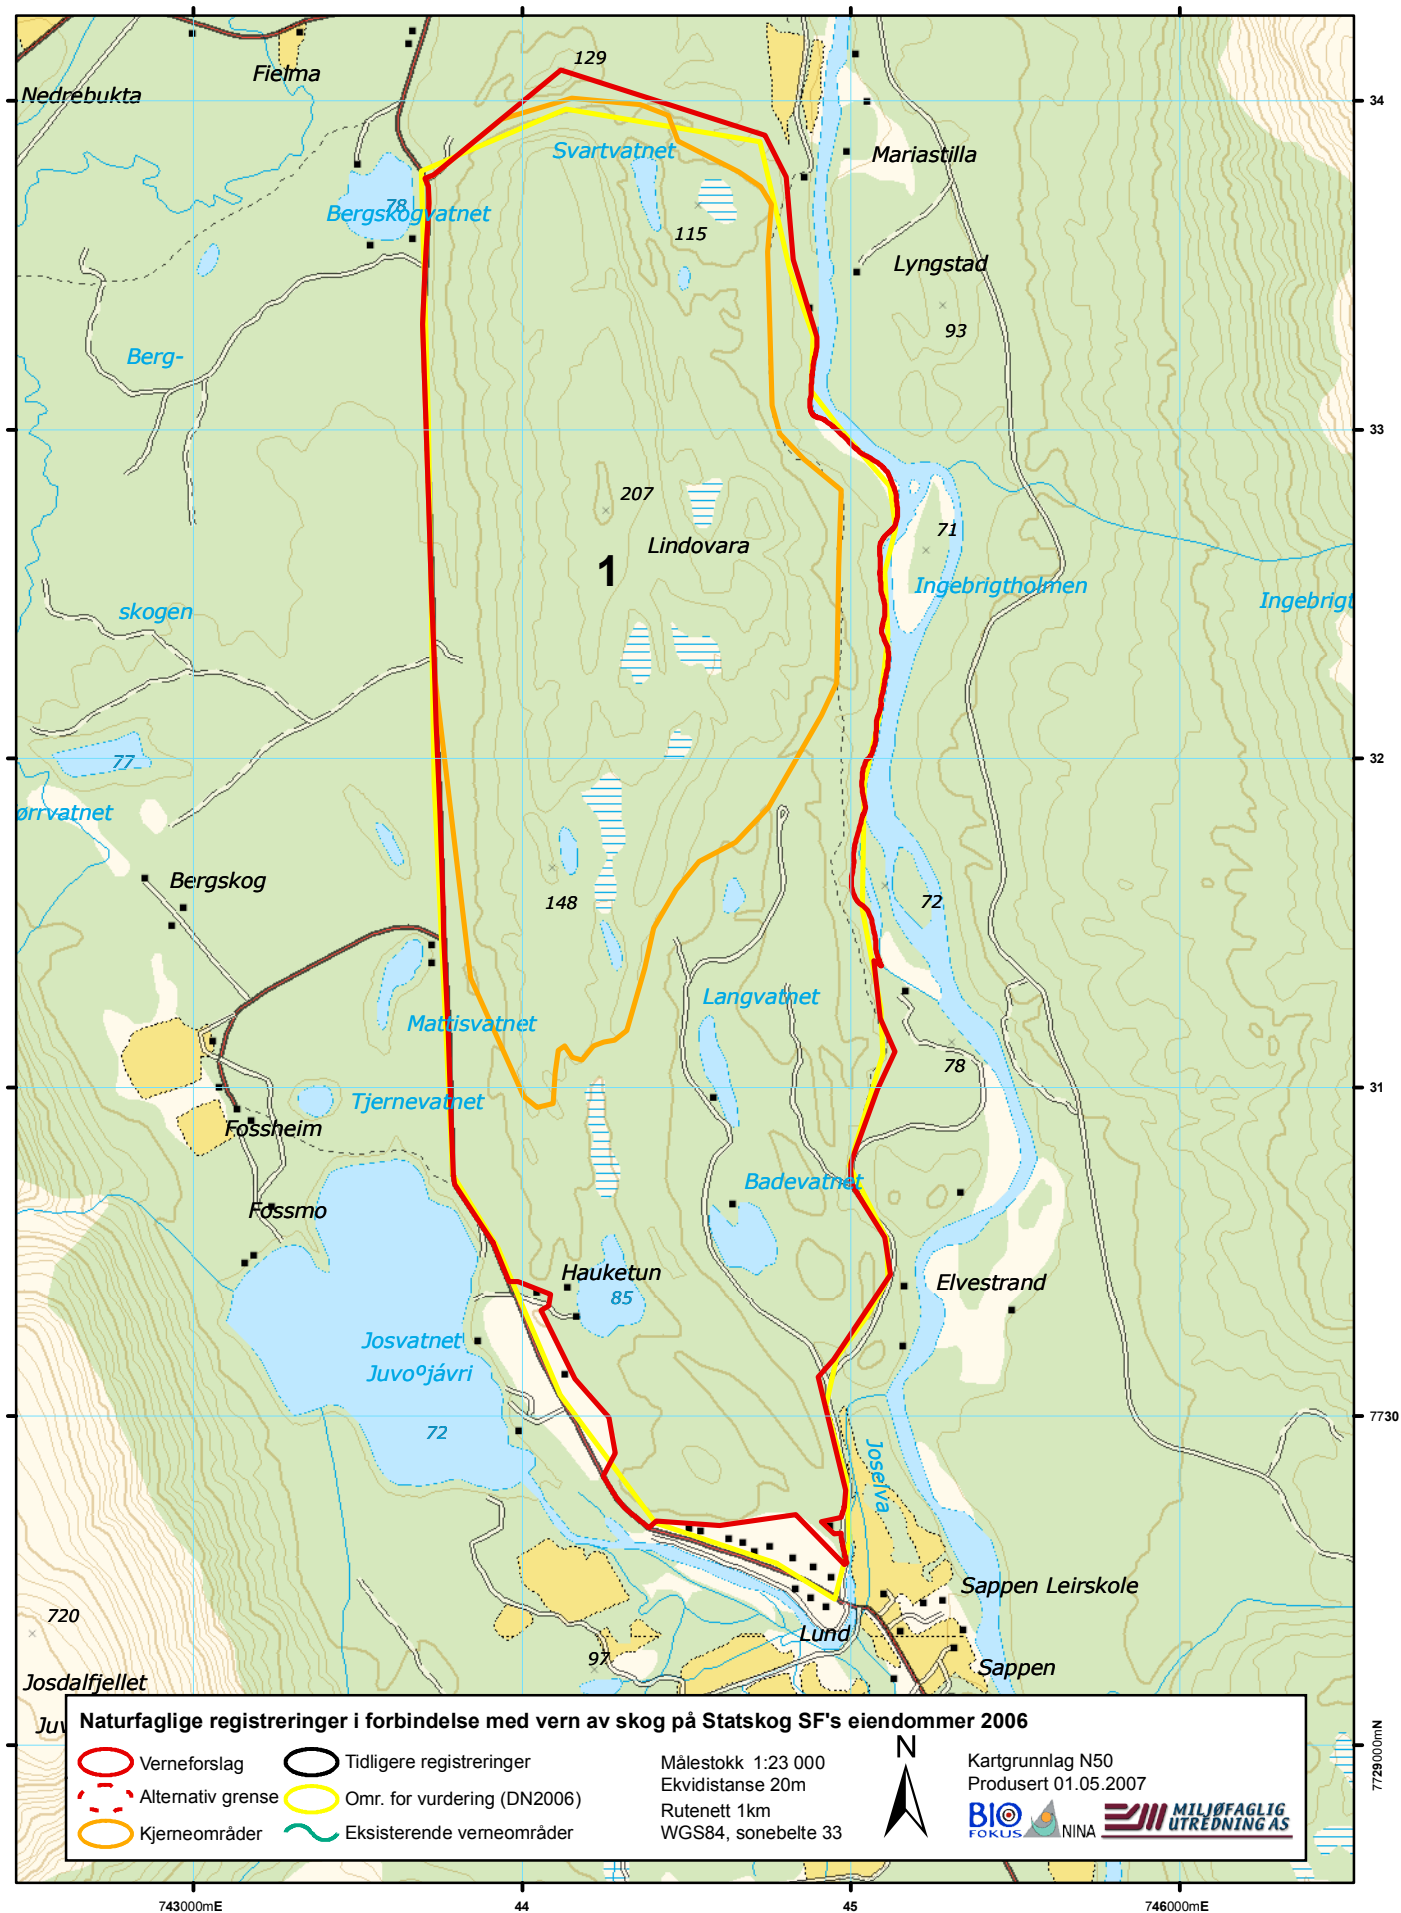 129
Fielma
Nedrebukta
34
Svartvatnet
Mariastilla
78
Bergskogvatnet
115
Lyngstad
93
Berg-
33
207
71
Lindovara
1
Ingebrigtholmen
Ingebrigt
skogen
77
32
ørrvatnet
Bergskog
148
72
Langvatnet
Mattisvatnet
78
31
Tjernevatnet
Fossheim
Badevatnet
Fossmo
Hauketun
85
Elvestrand
Josvatnet
Juvoºjávri
72
7730
Joselva
Sappen Leirskole
720
Lund
97
Sappen
Josdalfjellet
Juv
7729000mN
Naturfaglige registreringer i forbindelse med vern av skog på Statskog SF's eiendommer 2006
Verneforslag
Alternativ grense
Kjerneområder
Tidligere registreringer
Omr. for vurdering (DN2006)
Eksisterende verneområder
Målestokk 1:23 000
Ekvidistanse 20m
Rutenett 1km
WGS84, sonebelte 33
N
Kartgrunnlag N50
Produsert 01.05.2007
BIO
FOKUS
NINA
MILJØFAGLIG
UTREDNING AS
743000mE
44
45
746000mE